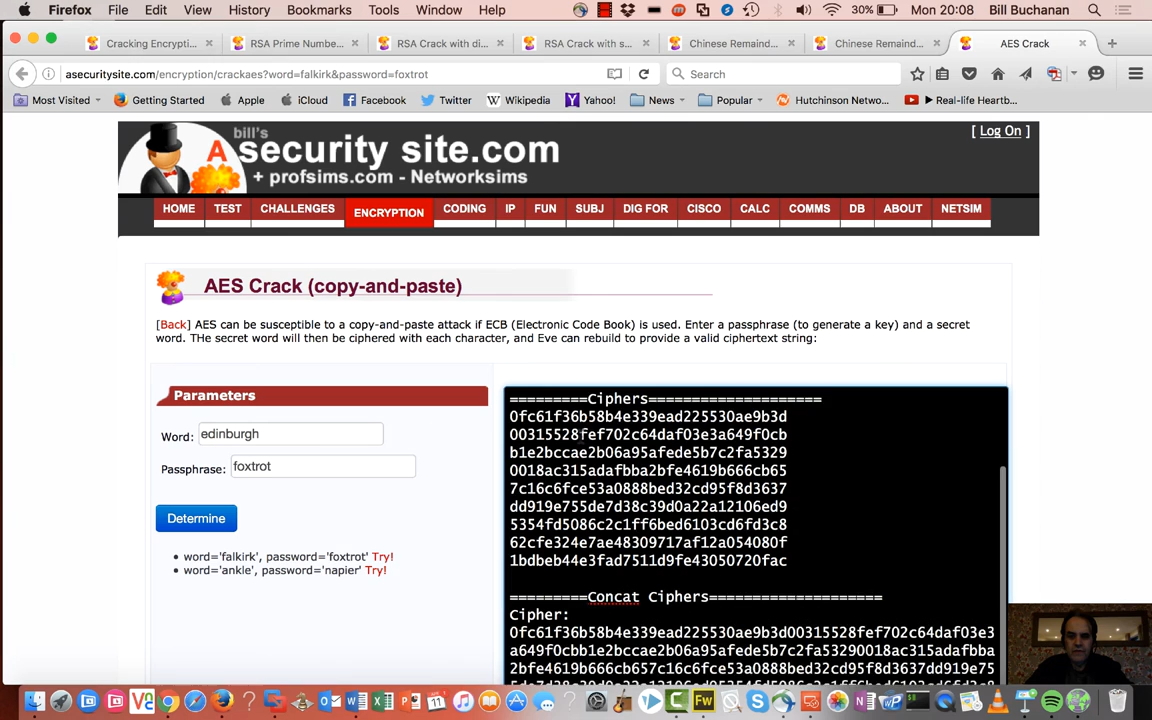 Firefox File Edit View History Bookmarks Tools Window Help 30% Mon 20:08 Bill Buchanan
Cracking Encrypti... RSA Prime Numbe... RSA Crack with di... RSA Crack with s... Chinese Remaind... Chinese Remaind... AES Crack
asecuritysite.com/encryption/crackaes?word=falkirk&password=foxtrot Search
Most Visited Getting Started Apple iCloud Facebook Twitter Wikipedia Yahoo! News Popular Hutchinson Netwo... ▶ Real-life Heartb...
bill's
A security site.com
+ profsims.com - Networksims
[ Log On ]
HOME TEST CHALLENGES ENCRYPTION CODING IP FUN SUBJ DIG FOR CISCO CALC COMMS DB ABOUT NETSIM
AES Crack (copy-and-paste)
[Back] AES can be susceptible to a copy-and-paste attack if ECB (Electronic Code Book) is used. Enter a passphrase (to generate a key) and a secret
word. THe secret word will then be ciphered with each character, and Eve can rebuild to provide a valid ciphertext string:
Parameters
Word: edinburgh
Passphrase: foxtrot
Determine
• word='falkirk', password='foxtrot' Try!
• word='ankle', password='napier' Try!
=========Ciphers====================
0fc61f36b58b4e339ead225530ae9b3d
00315528fef702c64daf03e3a649f0cb
b1e2bccae2b06a95afede5b7c2fa5329
0018ac315adafbba2bfe4619b666cb65
7c16c6fce53a0888bed32cd95f8d3637
dd919e755de7d38c39d0a22a12106ed9
5354fd5086c2c1ff6bed6103cd6fd3c8
62cfe324e7ae48309717af12a054080f
1bdbeb44e3fad7511d9fe43050720fac
=========Concat Ciphers====================
Cipher:
0fc61f36b58b4e339ead225530ae9b3d00315528fef702c64daf03e3
a649f0cbb1e2bccae2b06a95afede5b7c2fa53290018ac315adafbba
2bfe4619b666cb657c16c6fce53a0888bed32cd95f8d3637dd919e75